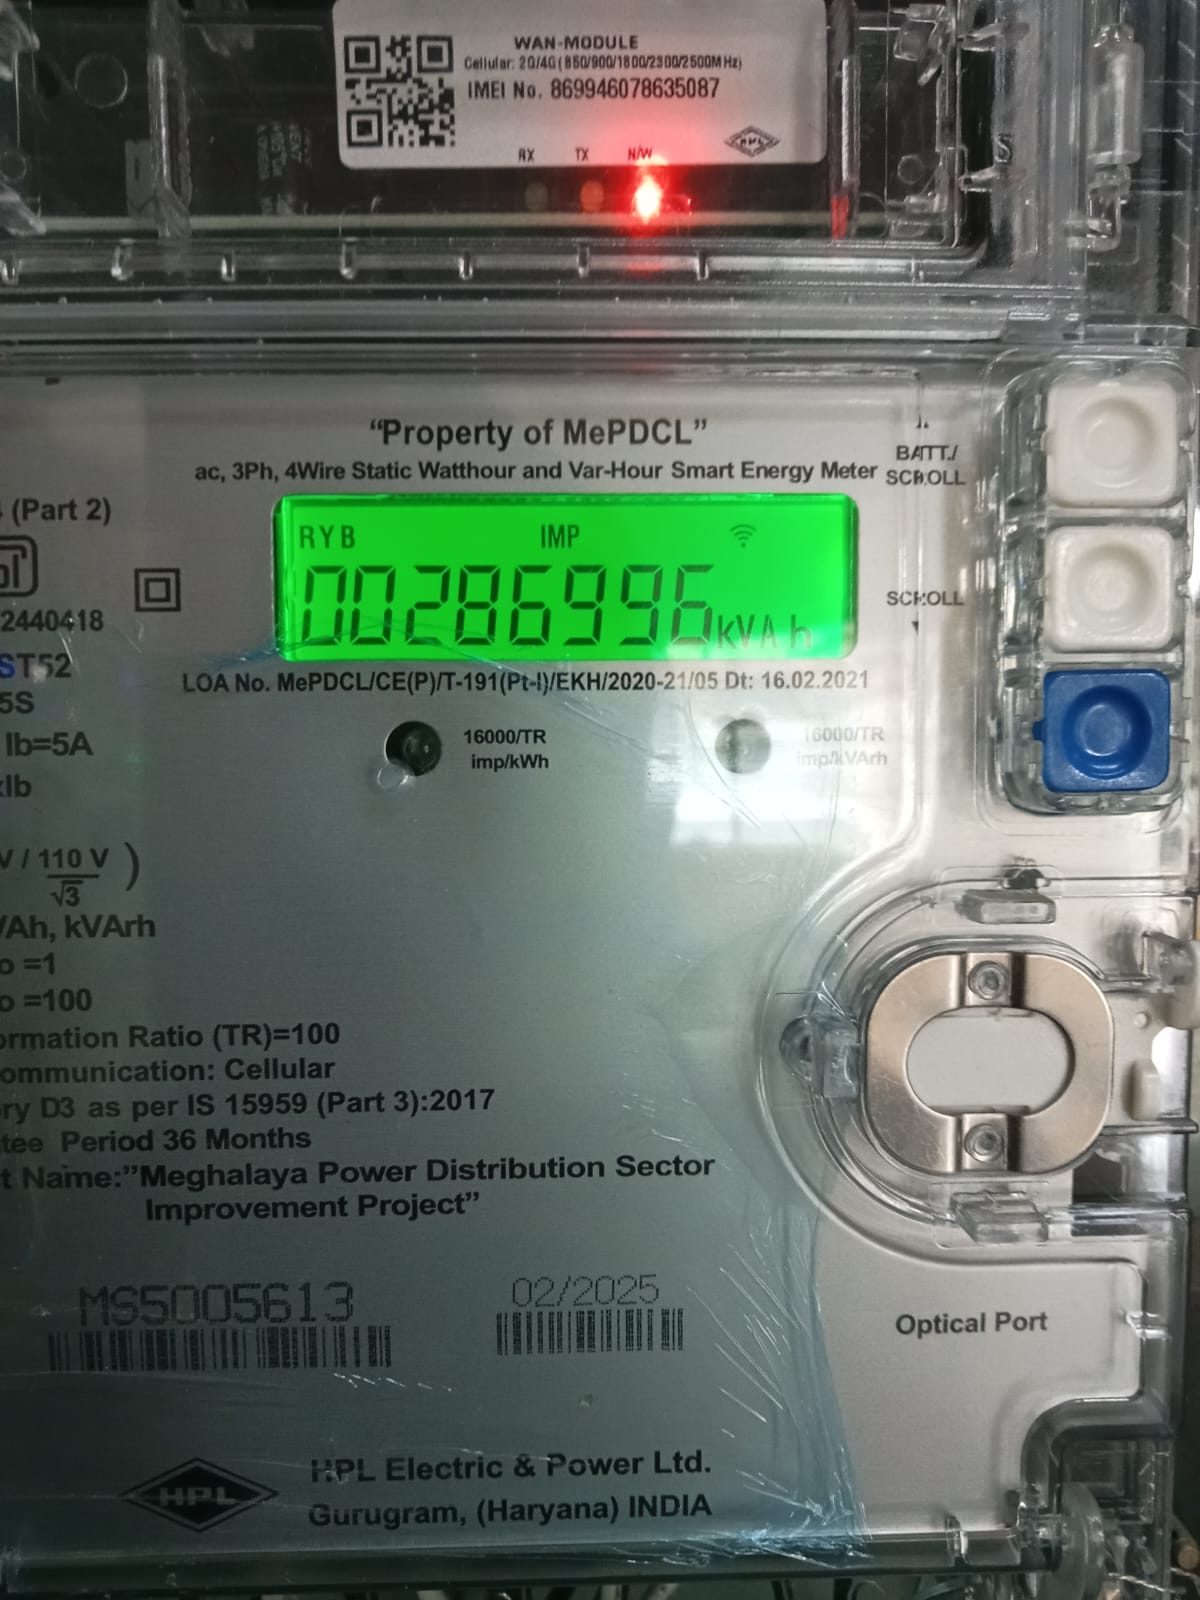 WAN-MODULE
Cellular: 2G/4G(850/900/1800/2300/2500MHz)
IMEI No. 869946078635087
RX TX N/W
HPL
"Property of MePDCL"
ac, 3Ph, 4Wire Static Watthour and Var-Hour Smart Energy Meter
BATT./
SCROLL
(Part 2)
RYB IMP
00286996 kVAh
2440418
SCROLL
ST52
5S
LOA No. MePDCL/CE(P)/T-191(Pt-I)/EKH/2020-21/05 Dt: 16.02.2021
Ib=5A
16000/TR
imp/kWh
16000/TR
imp/kVArh
Ib
V / 110 V )
√3
VAh, kVArh
o =1
o =100
ormation Ratio (TR)=100
ommunication: Cellular
ry D3 as per IS 15959 (Part 3):2017
tee Period 36 Months
t Name:"Meghalaya Power Distribution Sector
Improvement Project"
MS5005613
02/2025
Optical Port
HPL
HPL Electric & Power Ltd.
Gurugram, (Haryana) INDIA